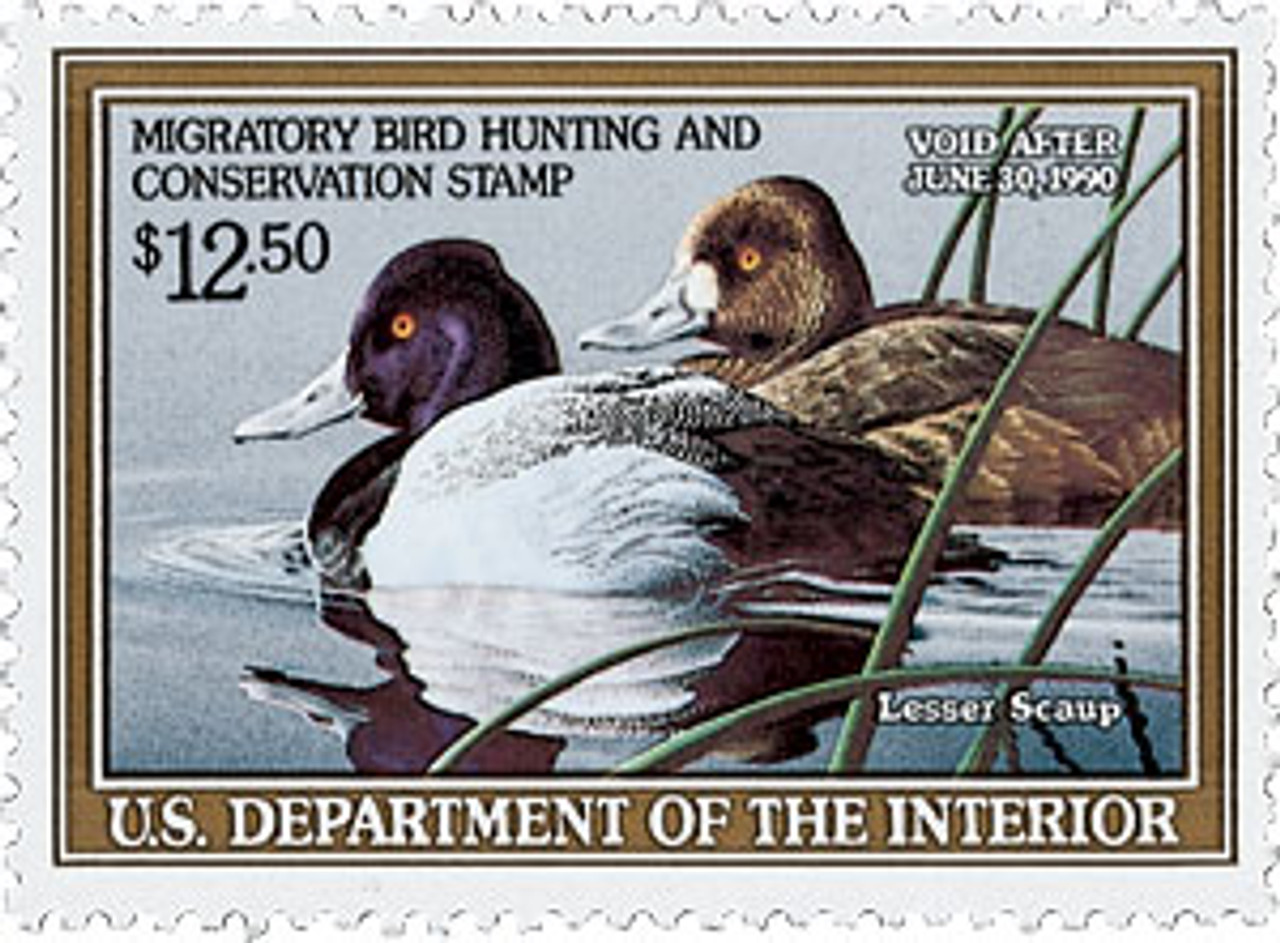 MIGRATORY BIRD HUNTING AND
CONSERVATION STAMP
$12.50
VOID AFTER
JUNE 30, 1990
Lesser Scaup
U.S. DEPARTMENT OF THE INTERIOR